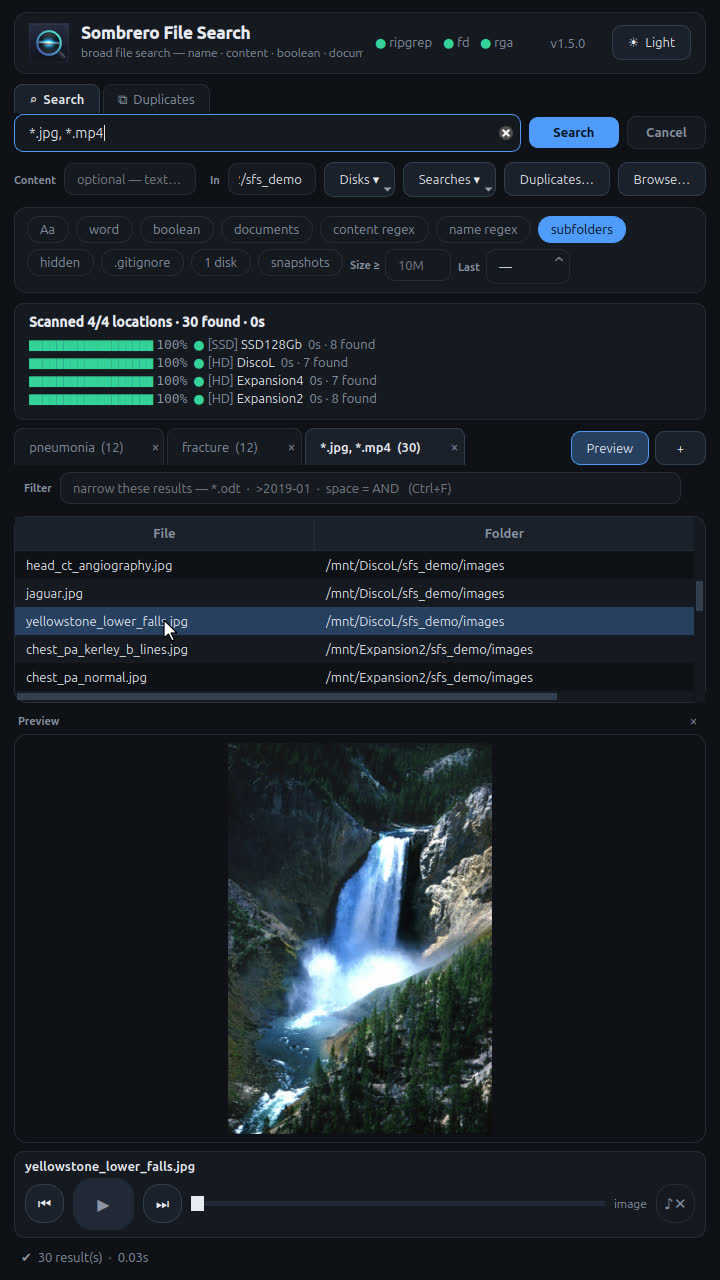 Sombrero File Search
broad file search — name · content · boolean · docum
ripgrep fd rga v1.5.0 Light
Search Duplicates
*.jpg, *.mp4 Search Cancel
Content optional — text… In :/sfs_demo Disks ▾ Searches ▾ Duplicates… Browse…
Aa word boolean documents content regex name regex subfolders
hidden .gitignore 1 disk snapshots Size ≥ 10M Last —
Scanned 4/4 locations · 30 found · 0s
100% [SSD] SSD128Gb 0s · 8 found
100% [HD] DiscoL 0s · 7 found
100% [HD] Expansion4 0s · 7 found
100% [HD] Expansion2 0s · 8 found
pneumonia (12) × fracture (12) × *.jpg, *.mp4 (30) × Preview +
Filter narrow these results — *.odt · >2019-01 · space = AND (Ctrl+F)
File Folder
head_ct_angiography.jpg /mnt/DiscoL/sfs_demo/images
jaguar.jpg /mnt/DiscoL/sfs_demo/images
yellowstone_lower_falls.jpg /mnt/DiscoL/sfs_demo/images
chest_pa_kerley_b_lines.jpg /mnt/Expansion2/sfs_demo/images
chest_pa_normal.jpg /mnt/Expansion2/sfs_demo/images
Preview ×
yellowstone_lower_falls.jpg
image
✔ 30 result(s) · 0.03s